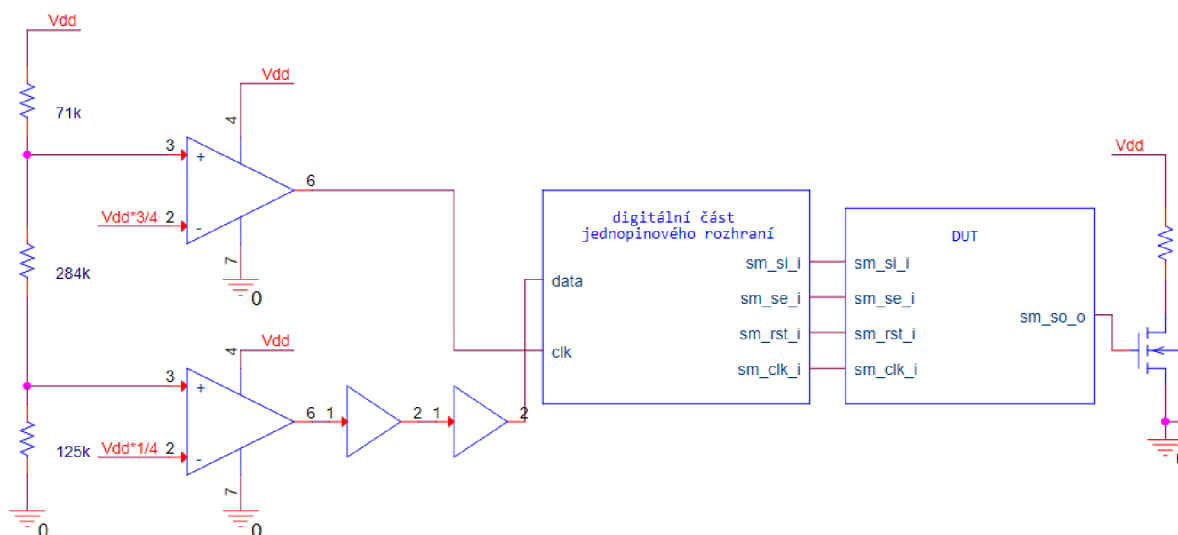 Vdd
71k
284k
125k
0
Vdd
4
3
+
Vdd*3/4
2
-
6
7
0
Vdd
4
3
+
Vdd*1/4
2
-
6
7
0
1
2
1
2
digitální část
jednopinového rozhraní
data
clk
sm_si_i
sm_se_i
sm_rst_i
sm_clk_i
DUT
sm_si_i
sm_se_i
sm_rst_i
sm_clk_i
sm_so_o
Vdd
0